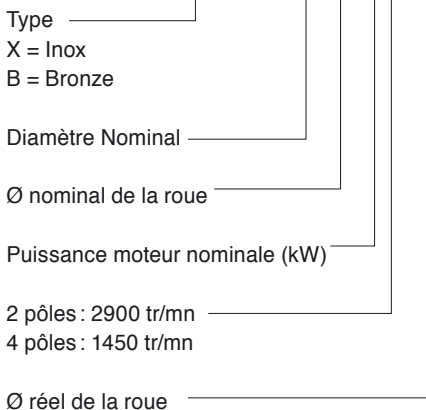 Type
X = Inox
B = Bronze
Diamètre Nominal
Ø nominal de la roue
Puissance moteur nominale (kW)
2 pôles : 2900 tr/mn
4 pôles : 1450 tr/mn
Ø réel de la roue